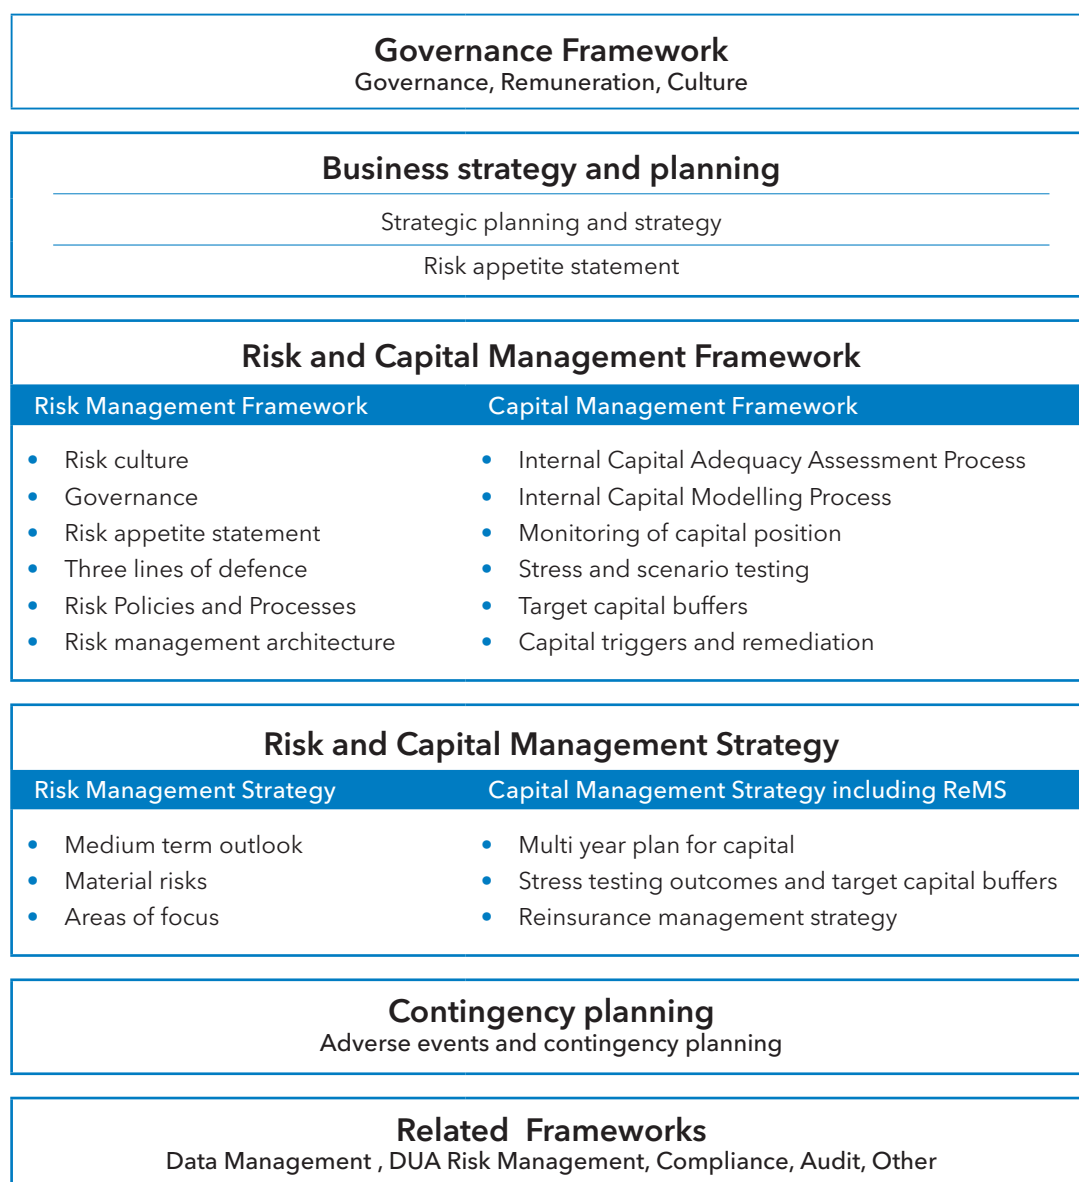 Governance Framework
Governance, Remuneration, Culture
Business strategy and planning
Strategic planning and strategy
Risk appetite statement
Risk and Capital Management Framework
Risk Management Framework
• Risk culture
• Governance
• Risk appetite statement
• Three lines of defence
• Risk Policies and Processes
• Risk management architecture
Capital Management Framework
• Internal Capital Adequacy Assessment Process
• Internal Capital Modelling Process
• Monitoring of capital position
• Stress and scenario testing
• Target capital buffers
• Capital triggers and remediation
Risk and Capital Management Strategy
Risk Management Strategy
• Medium term outlook
• Material risks
• Areas of focus
Capital Management Strategy including ReMS
• Multi year plan for capital
• Stress testing outcomes and target capital buffers
• Reinsurance management strategy
Contingency planning
Adverse events and contingency planning
Related  Frameworks
Data Management , DUA Risk Management, Compliance, Audit, Other